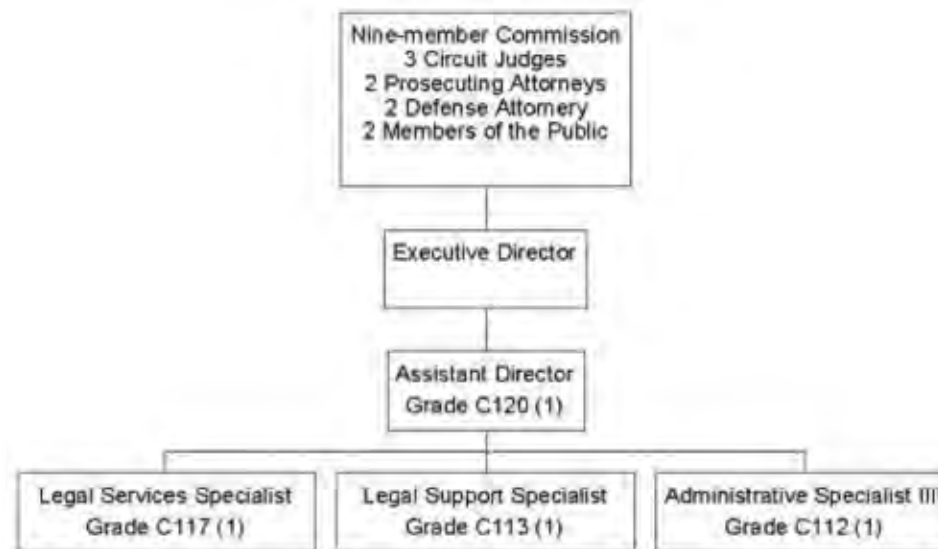 Nine-member Commission
3 Circuit Judges
2 Prosecuting Attorneys
2 Defense Attornery
2 Members of the Public
Executive Director
Assistant Director
Grade C120 (1)
Legal Services Specialist
Grade C117 (1)
Legal Support Specialist
Grade C113 (1)
Administrative Specialist III
Grade C112 (1)